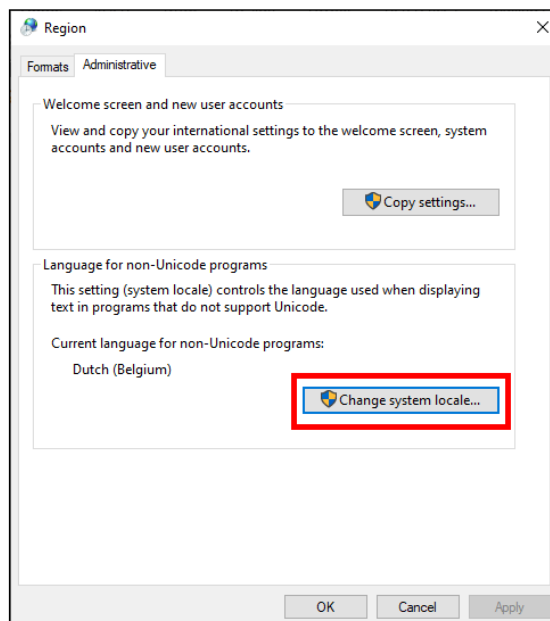 Region
Formats
Administrative
Welcome screen and new user accounts
View and copy your international settings to the welcome screen, system
accounts and new user accounts.
Copy settings...
Language for non-Unicode programs
This setting (system locale) controls the language used when displaying
text in programs that do not support Unicode.
Current language for non-Unicode programs:
Dutch (Belgium)
Change system locale...
OK
Cancel
Apply